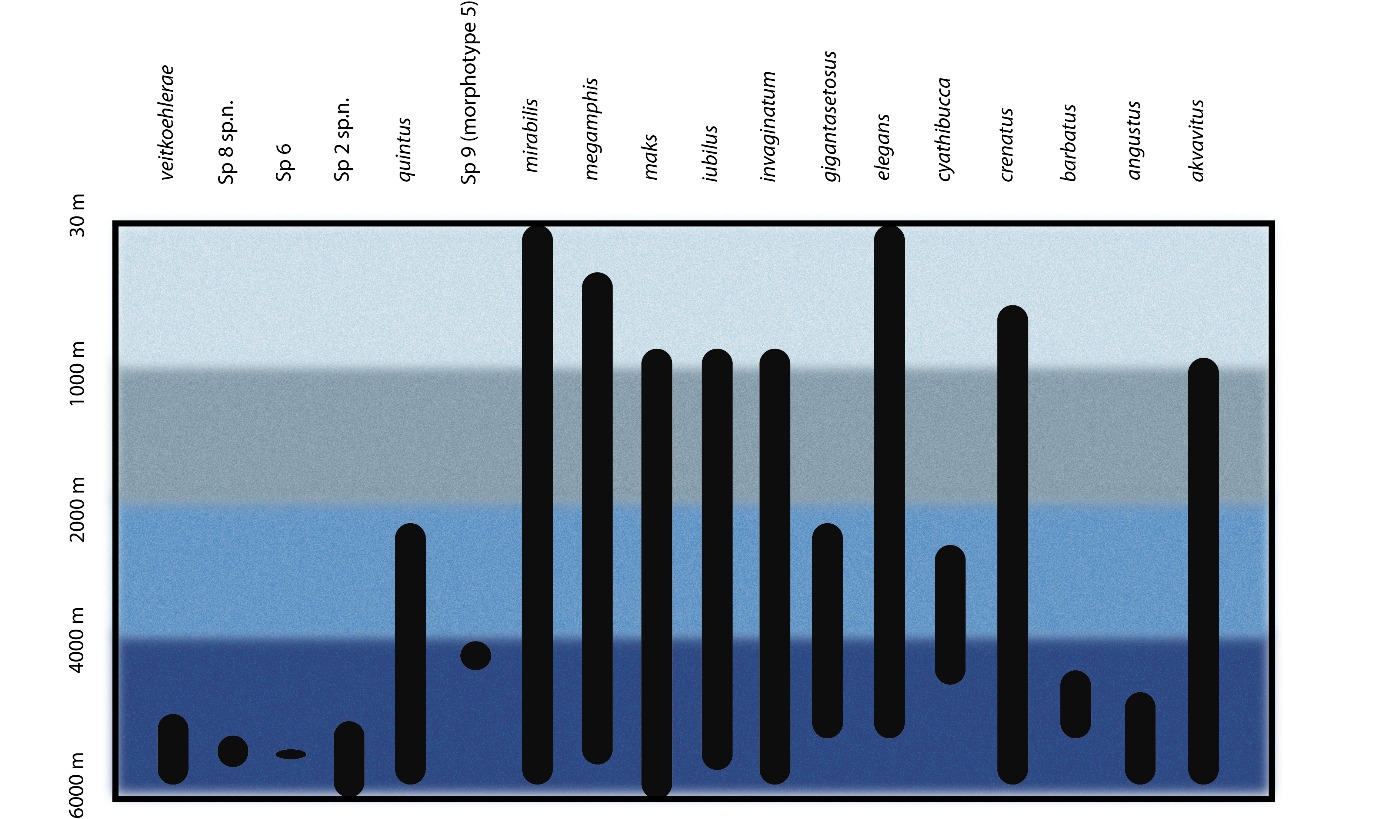 veitkoehlerae
Sp 8 sp.n.
Sp 6
Sp 2 sp.n.
quintus
Sp 9 (morphotype 5)
mirabilis
megamphis
maks
iubilus
invaginatum
gigantasetosus
elegans
cyathibucca
crenatus
barbatus
angustus
akvavitus
30 m
1000 m
2000 m
4000 m
6000 m